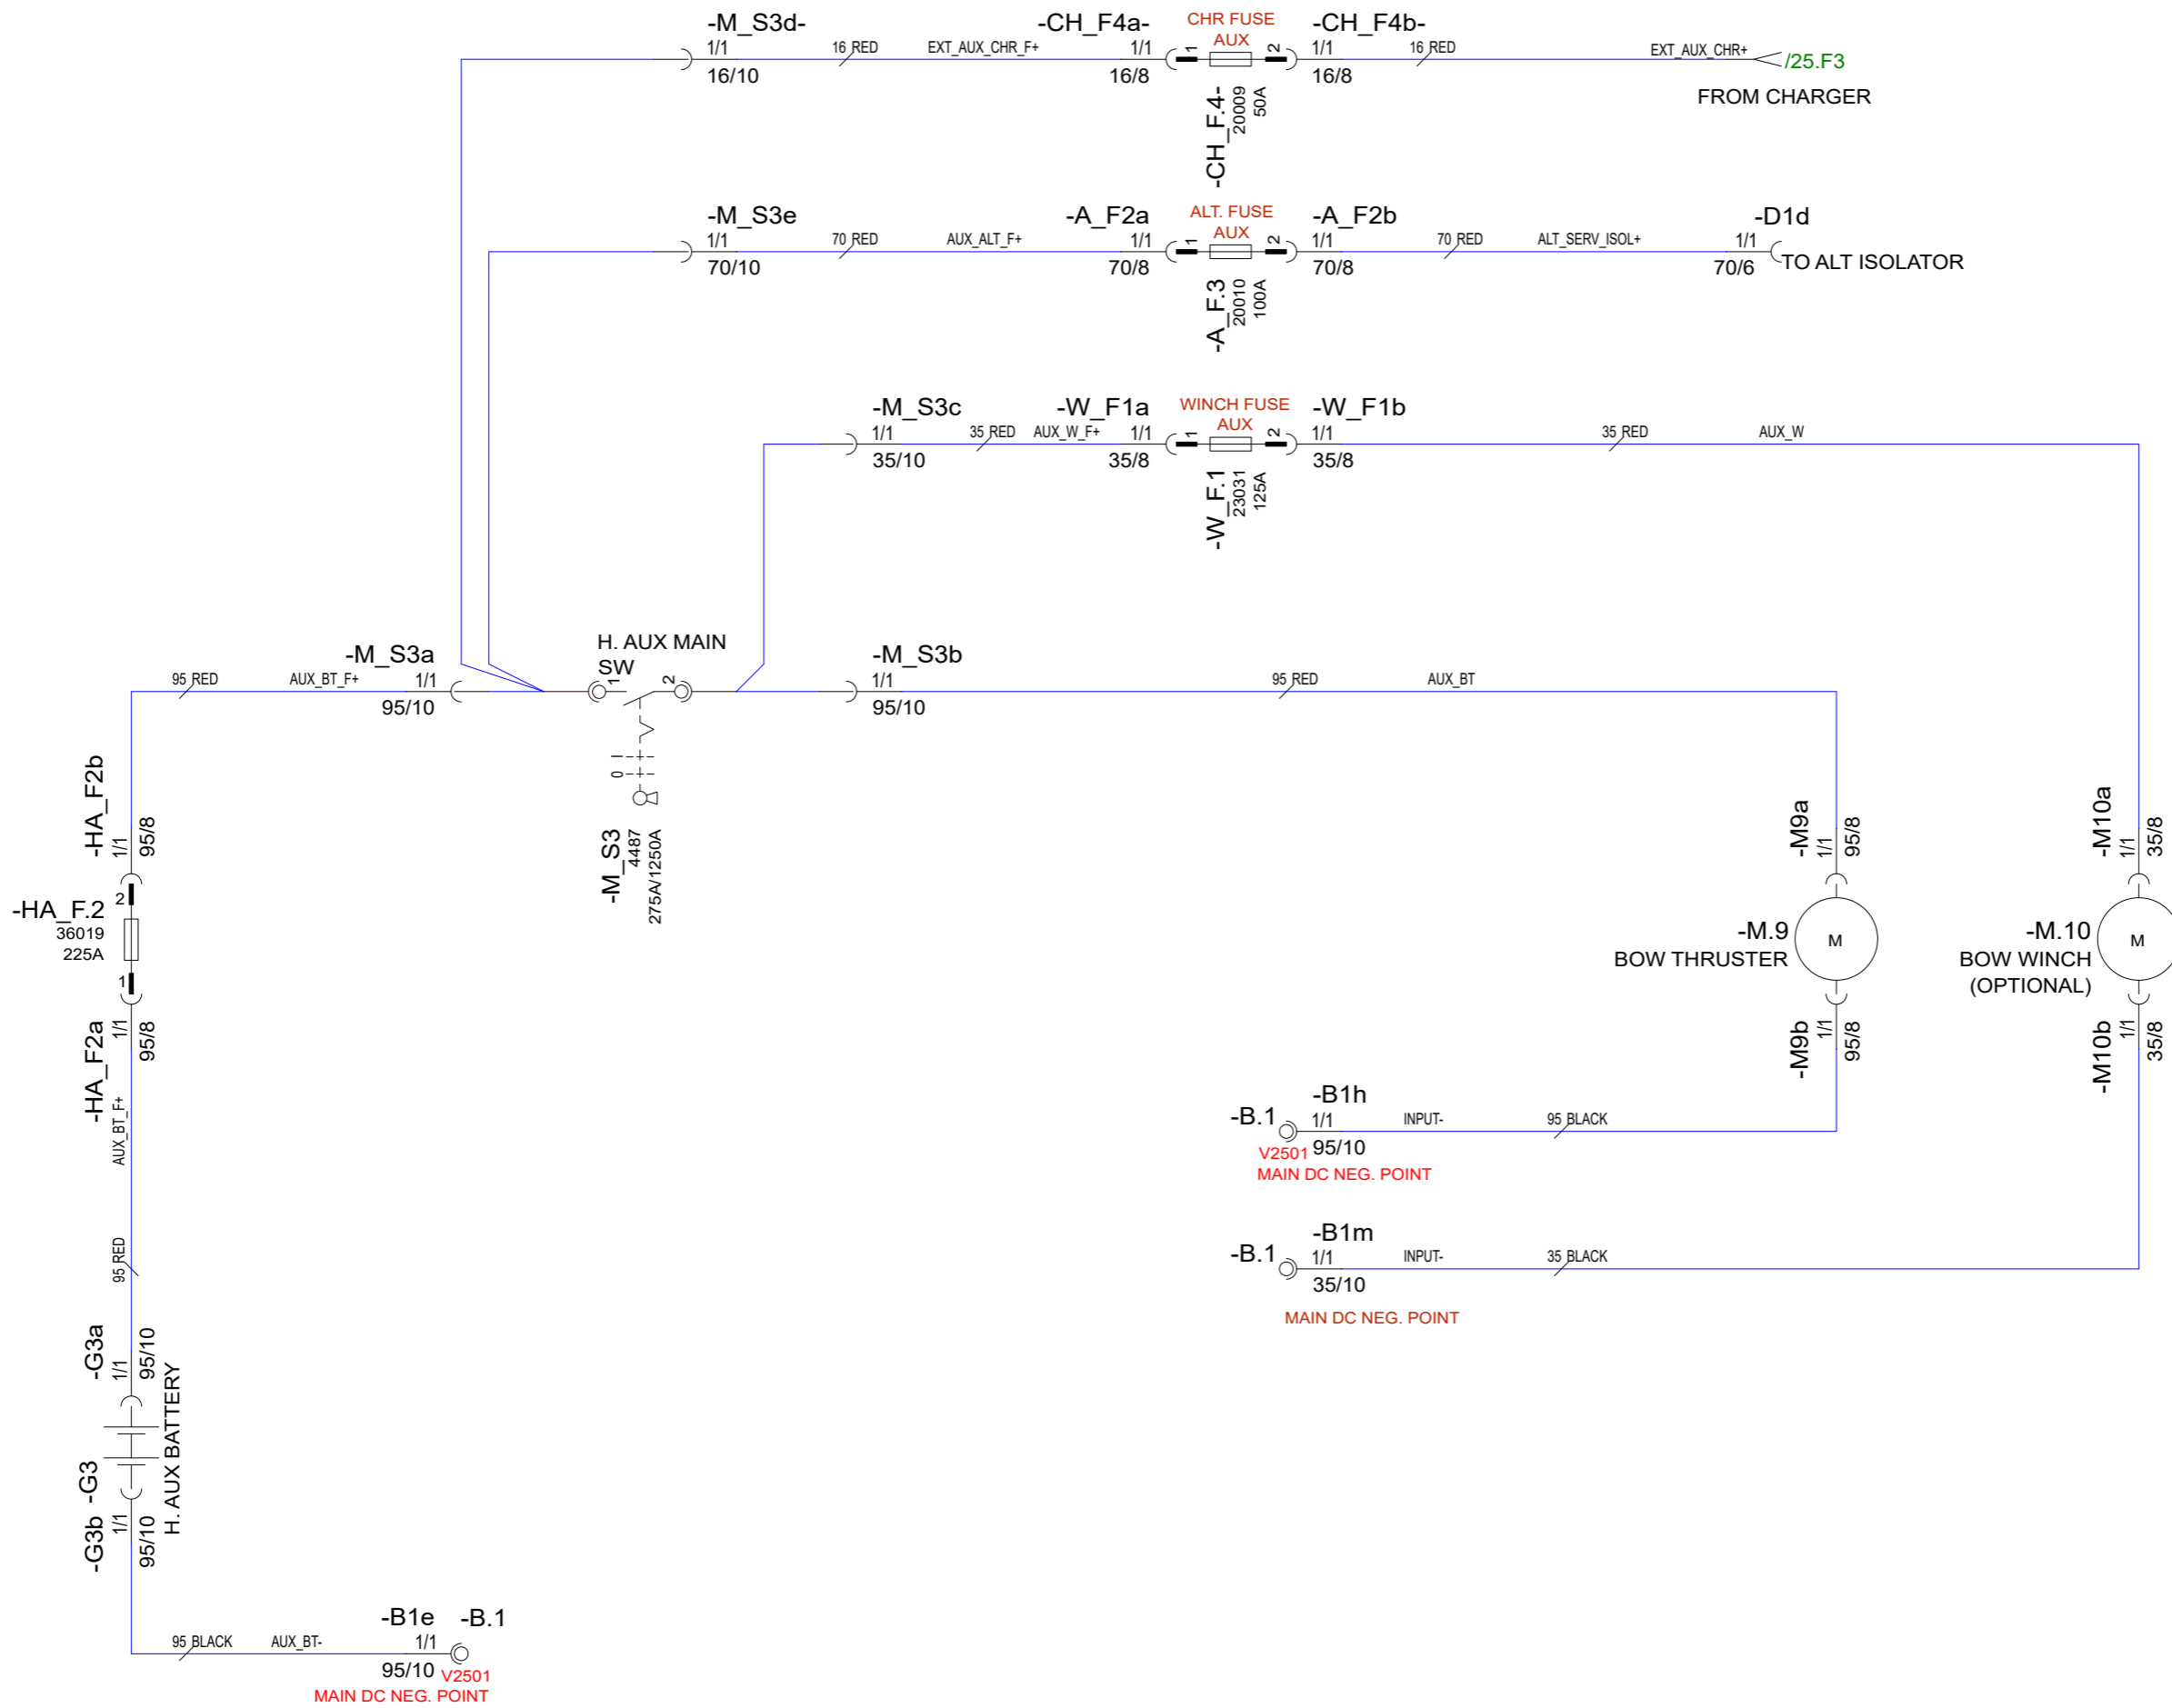 -M_S3d-
1/1
16/10
16 RED
EXT_AUX_CHR_F+
-CH_F4a-
1/1
16/8
CHR FUSE
AUX
1
2
-CH_F.4-
20009
50A
-CH_F4b-
1/1
16/8
16 RED
EXT_AUX_CHR+
/25.F3
FROM CHARGER
-M_S3e
1/1
70/10
70 RED
AUX_ALT_F+
-A_F2a
1/1
70/8
ALT. FUSE
AUX
1
2
-A_F.3
20010
100A
-A_F2b
1/1
70/8
70 RED
ALT_SERV_ISOL+
-D1d
1/1
70/6
TO ALT ISOLATOR
-M_S3c
1/1
35/10
35 RED
AUX_W_F+
-W_F1a
1/1
35/8
WINCH FUSE
AUX
1
2
-W_F.1
23031
125A
-W_F1b
1/1
35/8
35 RED
AUX_W
95 RED
AUX_BT_F+
-M_S3a
1/1
95/10
H. AUX MAIN
SW
1
2
0 I
-M_S3
4487
275A/1250A
-M_S3b
1/1
95/10
95 RED
AUX_BT
-HA_F2b
1/1
95/8
2
-HA_F.2
36019
225A
1
-HA_F2a
1/1
95/8
AUX_BT_F+
95 RED
-M9a
1/1
95/8
-M.9
BOW THRUSTER
M
-M9b
1/1
95/8
-M10a
1/1
35/8
-M.10
BOW WINCH
(OPTIONAL)
M
-M10b
1/1
35/8
-B.1
-B1h
1/1
95/10
INPUT-
95 BLACK
V2501
MAIN DC NEG. POINT
-B.1
-B1m
1/1
35/10
INPUT-
35 BLACK
MAIN DC NEG. POINT
-G3a
1/1
95/10
-G3
H. AUX BATTERY
-G3b
1/1
95/10
95 BLACK
AUX_BT-
-B1e
1/1
95/10
-B.1
V2501
MAIN DC NEG. POINT